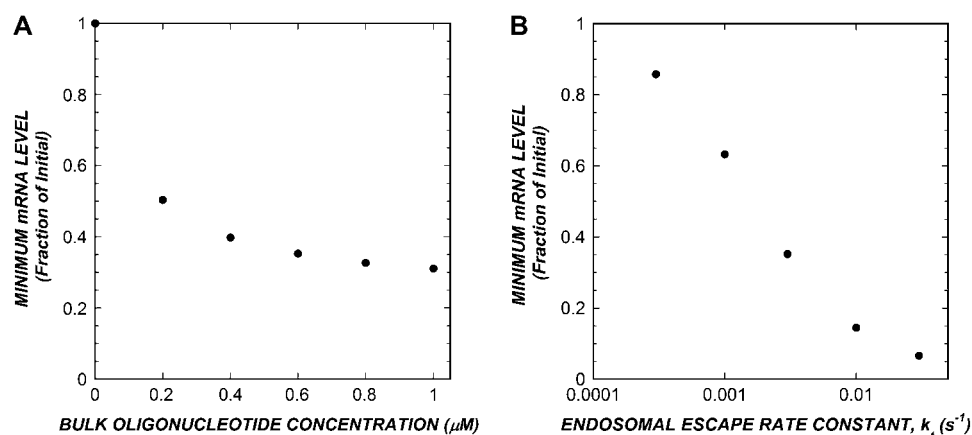 A
B
MINIMUM mRNA LEVEL
(Fraction of Initial)
1
0.8
0.6
0.4
0.2
0
0 0.2 0.4 0.6 0.8 1
BULK OLIGONUCLEOTIDE CONCENTRATION (μM)
MINIMUM mRNA LEVEL
(Fraction of Initial)
1
0.8
0.6
0.4
0.2
0
0.0001 0.001 0.01
ENDOSOMAL ESCAPE RATE CONSTANT, k (s⁻¹)